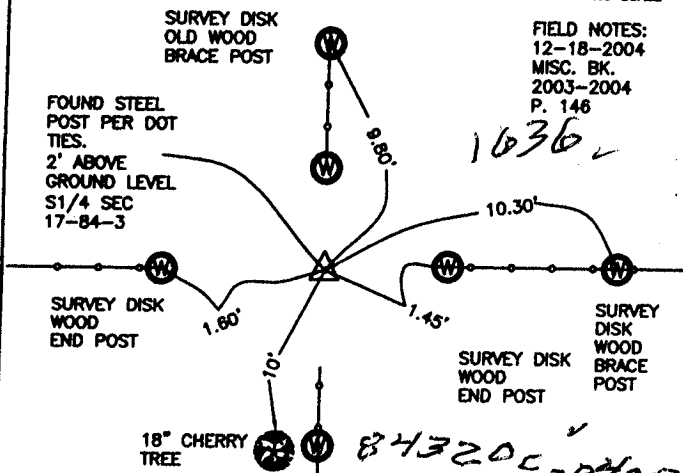 SURVEY DISK
OLD WOOD
BRACE POST
FIELD NOTES:
12-18-2004
MISC. BK.
2003-2004
P. 146
1636
FOUND STEEL
POST PER DOT
TIES.
2' ABOVE
GROUND LEVEL
S1/4 SEC
17-84-3
W
9.80'
W
10.30'
W
W
W
SURVEY DISK
WOOD
END POST
1.60'
1.45'
SURVEY
DISK
WOOD
BRACE
POST
SURVEY DISK
WOOD
END POST
10'
18" CHERRY
TREE
W
84320C